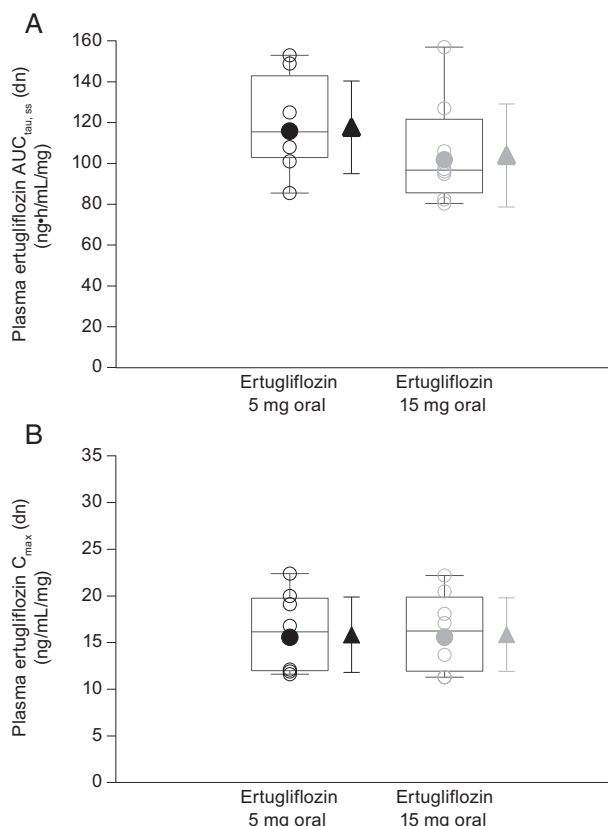 A
Plasma ertugliflozin AUCtau, ss (dn)
(ng•h/mL/mg)
160
140
120
100
80
60
40
20
0
Ertugliflozin
5 mg oral
Ertugliflozin
15 mg oral
B
Plasma ertugliflozin Cmax (dn)
(ng/mL/mg)
35
30
25
20
15
10
5
0
Ertugliflozin
5 mg oral
Ertugliflozin
15 mg oral